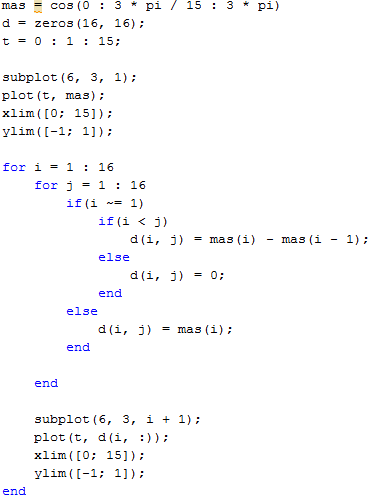 mas = cos(0 : 3 * pi / 15 : 3 * pi)
d = zeros(16, 16);
t = 0 : 1 : 15;
subplot(6, 3, 1);
plot(t, mas);
xlim([0; 15]);
ylim([-1; 1]);
for i = 1 : 16
for j = 1 : 16
if(i ~= 1)
if(i < j)
d(i, j) = mas(i) - mas(i - 1);
else
d(i, j) = 0;
end
else
d(i, j) = mas(i);
end
end
subplot(6, 3, i + 1);
plot(t, d(i, :));
xlim([0; 15]);
ylim([-1; 1]);
end